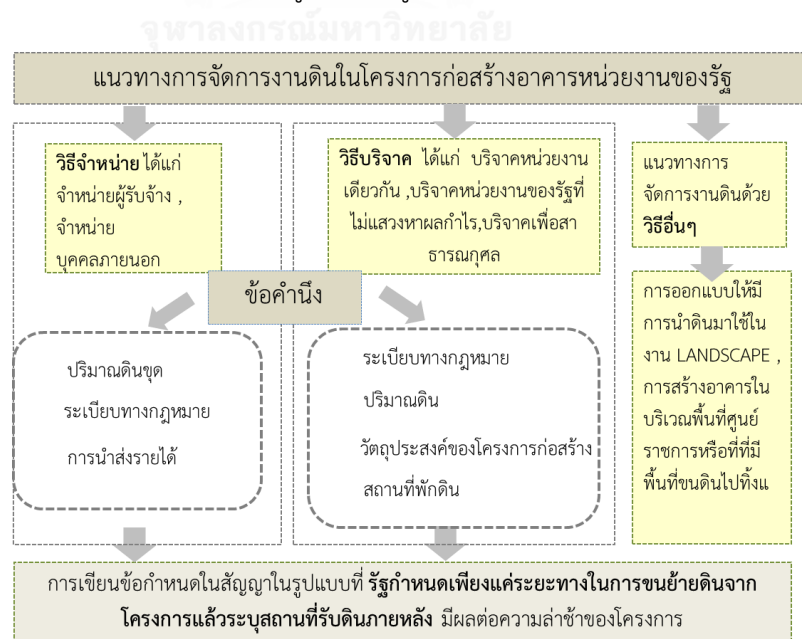 จุฬาลงกรณ์มหาวิทยาลัย
แนวทางการจัดการงานดินในโครงการก่อสร้างอาคารหน่วยงานของรัฐ
วิธีจำหน่าย ได้แก่
จำหน่ายผู้รับจ้าง ,
จำหน่าย
บุคคลภายนอก
วิธีบริจาค ได้แก่ บริจาคหน่วยงาน
เดียวกัน ,บริจาคหน่วยงานของรัฐที่
ไม่แสวงหาผลกำไร,บริจาคเพื่อสา
ธารณกุศล
แนวทางการ
จัดการงานดินด้วย
วิธีอื่นๆ
ข้อคำนึง
ปริมาณดินขุด
ระเบียบทางกฎหมาย
การนำส่งรายได้
ระเบียบทางกฎหมาย
ปริมาณดิน
วัตถุประสงค์ของโครงการก่อสร้าง
สถานที่พักดิน
การออกแบบให้มี
การนำดินมาใช้ใน
งาน LANDSCAPE ,
การสร้างอาคารใน
บริเวณพื้นที่ศูนย์
ราชการหรือที่ที่มี
พื้นที่ขนดินไปทิ้งแ
การเขียนข้อกำหนดในสัญญาในรูปแบบที่ รัฐกำหนดเพียงแค่ระยะทางในการขนย้ายดินจาก
โครงการแล้วระบุสถานที่รับดินภายหลัง มีผลต่อความล่าช้าของโครงการ